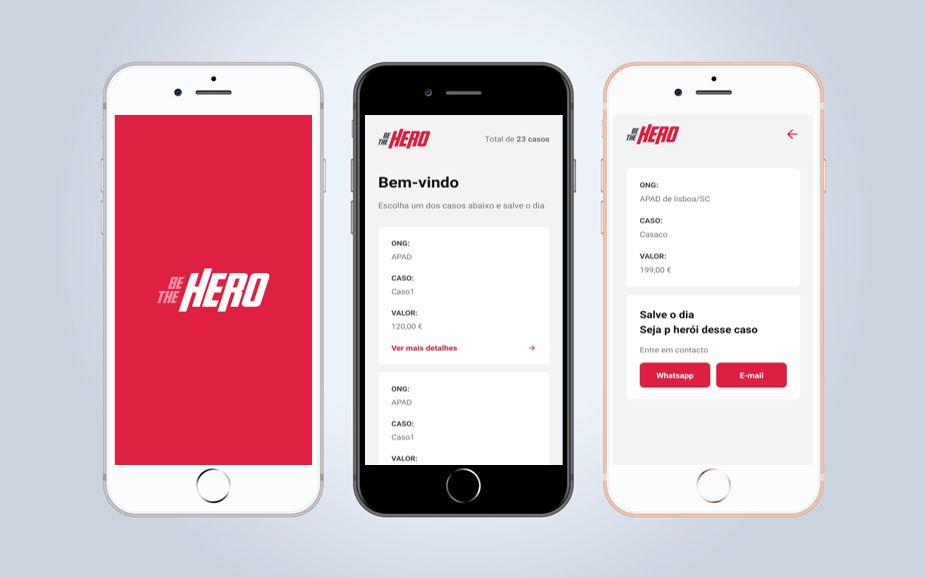 BE
THE HERO
BE
THE HERO
Total de 23 casos
Bem-vindo
Escolha um dos casos abaixo e salve o dia
ONG:
APAD
CASO:
Caso1
VALOR:
120,00 €
Ver mais detalhes
ONG:
APAD
CASO:
Caso1
VALOR:
BE
THE HERO
ONG:
APAD de lisboa/SC
CASO:
Casaco
VALOR:
199,00 €
Salve o dia
Seja p herói desse caso
Entre em contacto
Whatsapp
E-mail